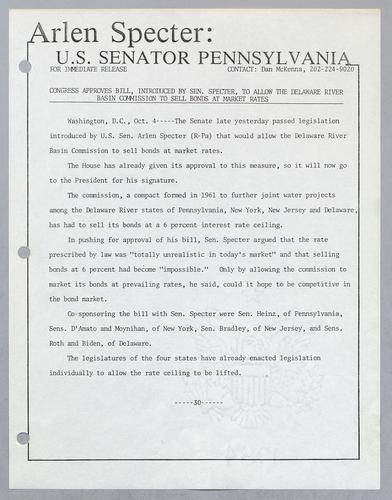 Arlen Specter:
U.S. SENATOR PENNSYLVANIA
FOR IMMEDIATE RELEASE CONTACT: Dan McKenna, 202-224-9020
CONGRESS APPROVES BILL, INTRODUCED BY SEN. SPECTER, TO ALLOW THE DELAWARE RIVER
BASIN COMMISSION TO SELL BONDS AT MARKET RATES
Washington, D.C., Oct. 4-----The Senate late yesterday passed legislation
introduced by U.S. Sen. Arlen Specter (R-Pa) that would allow the Delaware River
Basin Commission to sell bonds at market rates.
The House has already given its approval to this measure, so it will now go
to the President for his signature.
The commission, a compact formed in 1961 to further joint water projects
among the Delaware River states of Pennsylvania, New York, New Jersey and Delaware,
has had to sell its bonds at a 6 percent interest rate ceiling.
In pushing for approval of his bill, Sen. Specter argued that the rate
prescribed by law was "totally unrealistic in today's market" and that selling
bonds at 6 percent had become "impossible." Only by allowing the commission to
market its bonds at prevailing rates, he said, could it hope to be competitive in
the bond market.
Co-sponsoring the bill with Sen. Specter were Sen. Heinz, of Pennsylvania,
Sens. D'Amato and Moynihan, of New York, Sen. Bradley, of New Jersey, and Sens.
Roth and Biden, of Delaware.
The legislatures of the four states have already enacted legislation
individually to allow the rate ceiling to be lifted.
-----30------